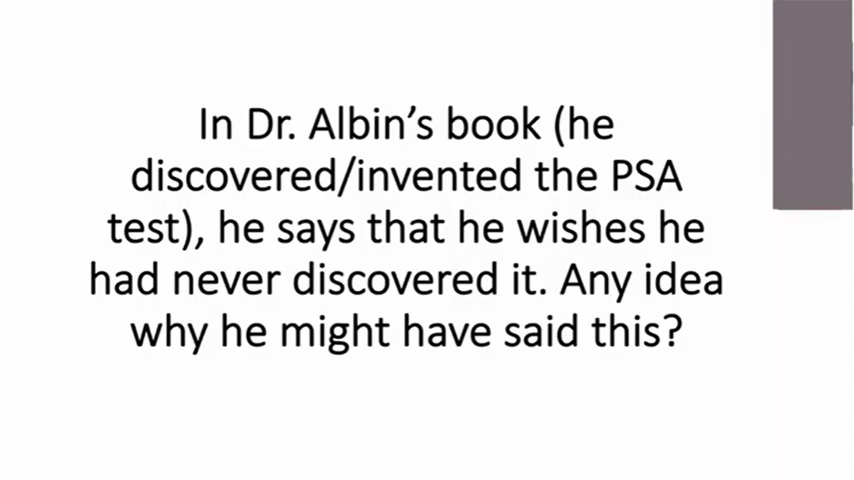 In Dr. Albin’s book (he
discovered/invented the PSA
test), he says that he wishes he
had never discovered it. Any idea
why he might have said this?